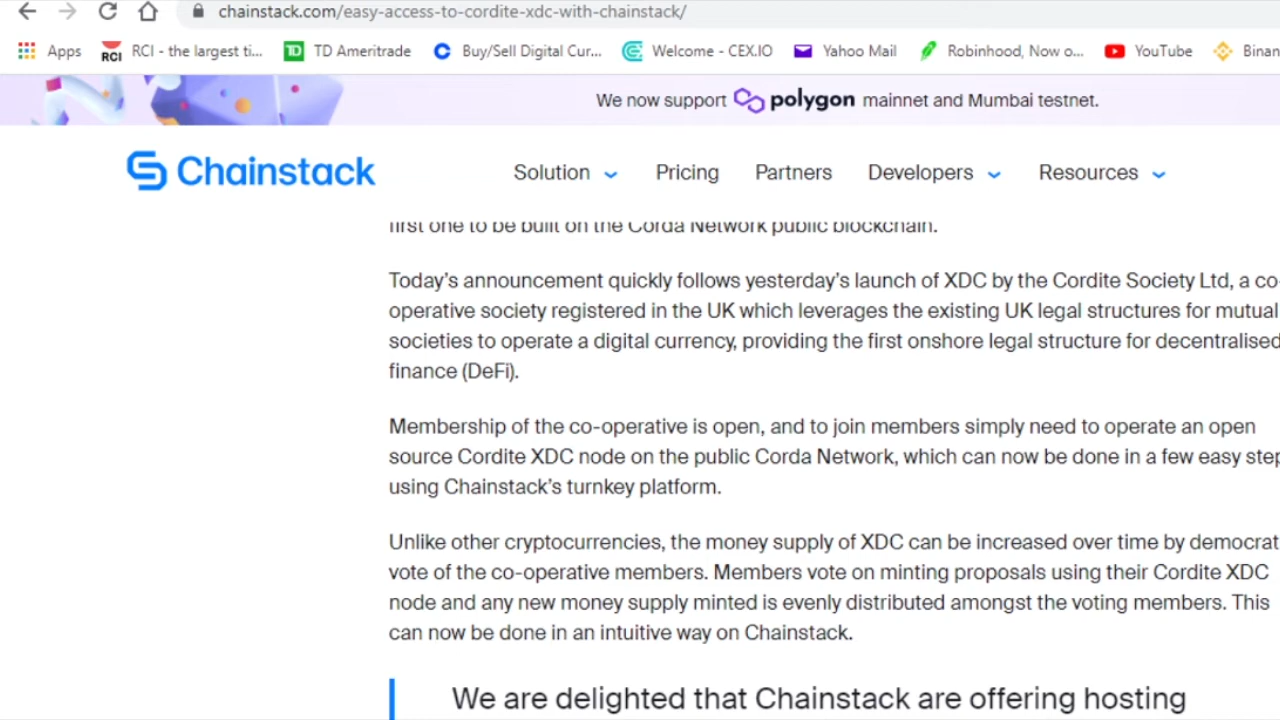 chainstack.com/easy-access-to-cordite-xdc-with-chainstack/
Apps RCI RCI - the largest ti... TD TD Ameritrade Buy/Sell Digital Cur... Welcome - CEX.IO Yahoo Mail Robinhood, Now o... YouTube Binan
We now support polygon mainnet and Mumbai testnet.
Chainstack Solution Pricing Partners Developers Resources
first one to be built on the Corda Network public blockchain.
Today's announcement quickly follows yesterday's launch of XDC by the Cordite Society Ltd, a co-
operative society registered in the UK which leverages the existing UK legal structures for mutual
societies to operate a digital currency, providing the first onshore legal structure for decentralised
finance (DeFi).
Membership of the co-operative is open, and to join members simply need to operate an open
source Cordite XDC node on the public Corda Network, which can now be done in a few easy step
using Chainstack's turnkey platform.
Unlike other cryptocurrencies, the money supply of XDC can be increased over time by democrat
vote of the co-operative members. Members vote on minting proposals using their Cordite XDC
node and any new money supply minted is evenly distributed amongst the voting members. This
can now be done in an intuitive way on Chainstack.
We are delighted that Chainstack are offering hosting